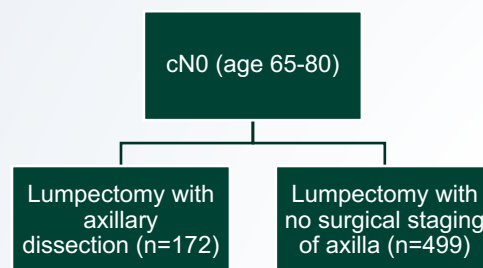 cN0 (age 65-80)
Lumpectomy with
axillary
dissection (n=172)
Lumpectomy with
no surgical staging
of axilla (n=499)